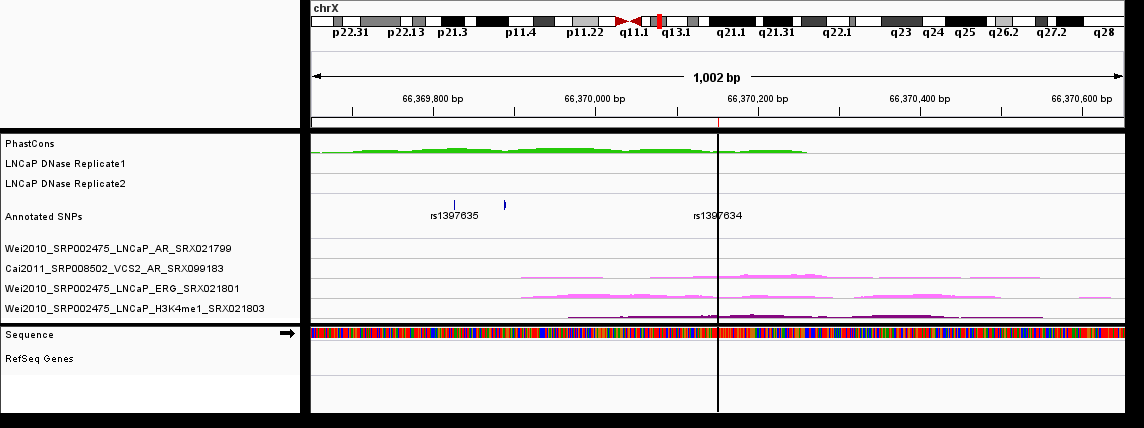 chrX
p22.31 p22.13 p21.3 p11.4 p11.22 q11.1 q13.1 q21.1 q21.31 q22.1 q23 q24 q25 q26.2 q27.2 q28
1,002 bp
66,369,800 bp 66,370,000 bp 66,370,200 bp 66,370,400 bp 66,370,600 bp
PhastCons
LNCaP DNase Replicate1
LNCaP DNase Replicate2
Annotated SNPs rs1397635 rs1397634
Wei2010_SRP002475_LNCaP_AR_SRX021799
Cai2011_SRP008502_VCS2_AR_SRX099183
Wei2010_SRP002475_LNCaP_ERG_SRX021801
Wei2010_SRP002475_LNCaP_H3K4me1_SRX021803
Sequence
RefSeq Genes